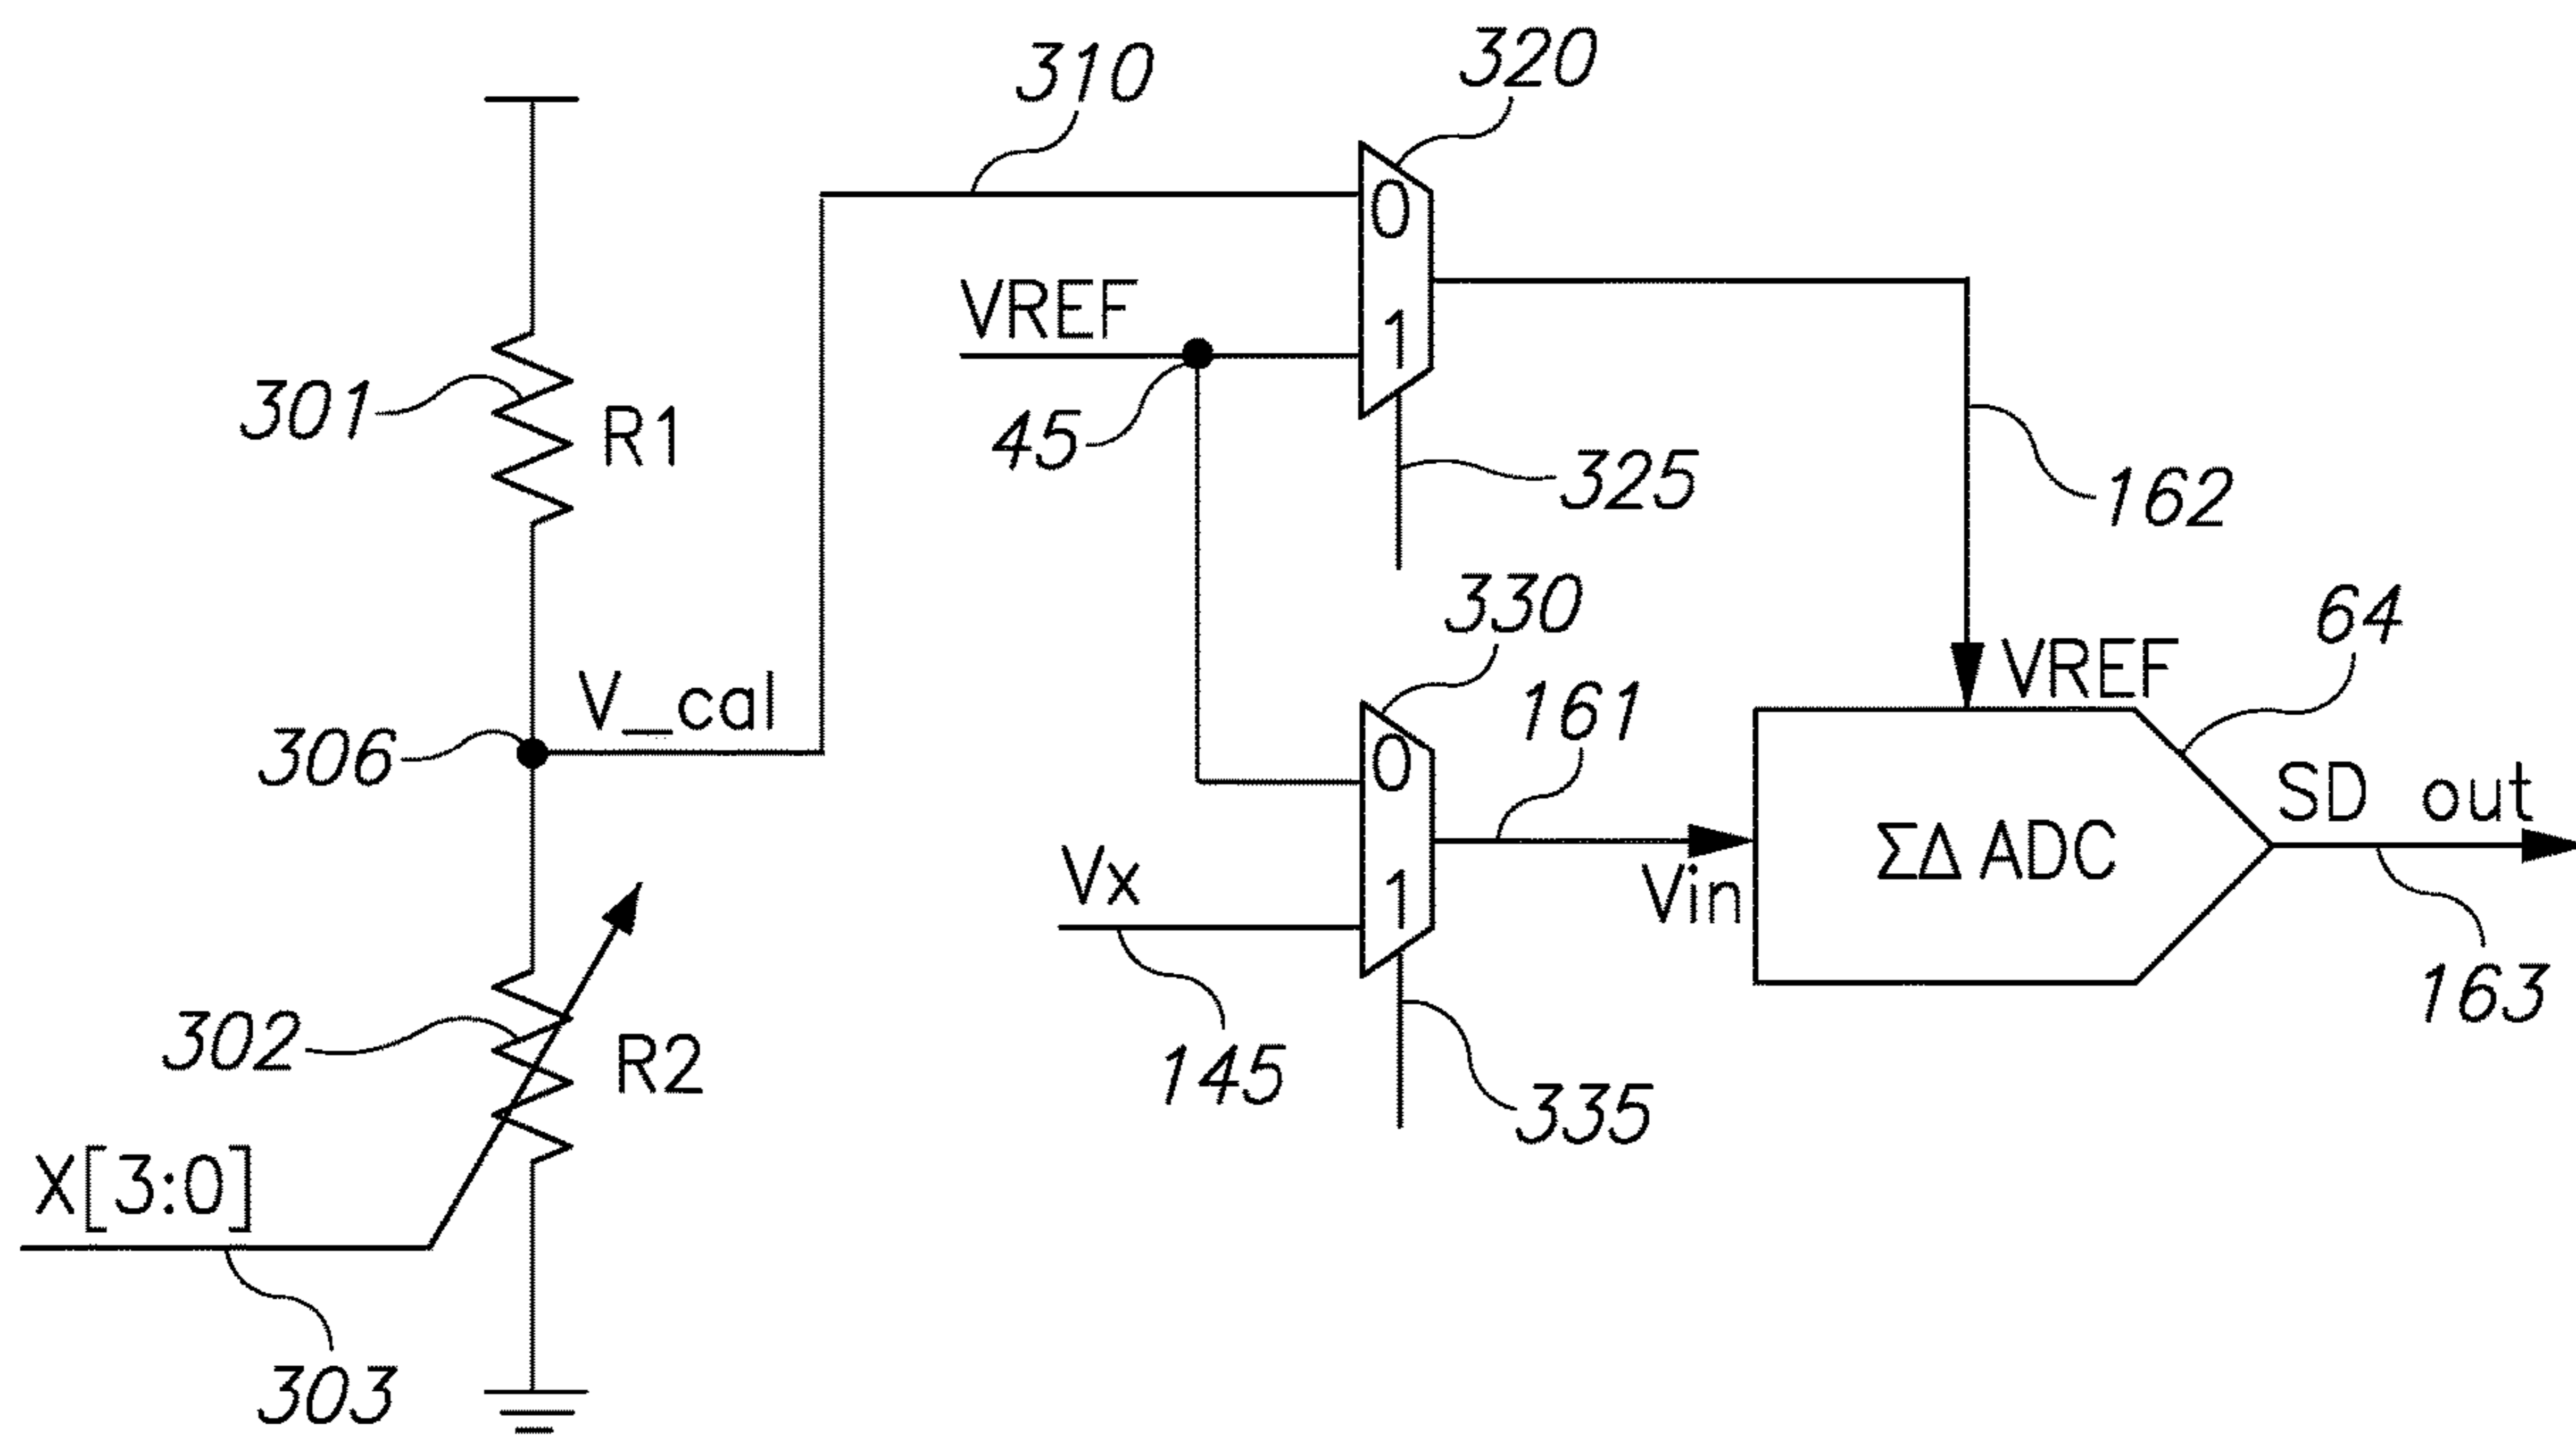 310
320
0
VREF
1
301
R1
45
325
162
330
64
V_cal
161
VREF
306
0
SD out
Vin
ΣΔ ADC
Vx
1
302
R2
145
335
163
X[3:0]
303